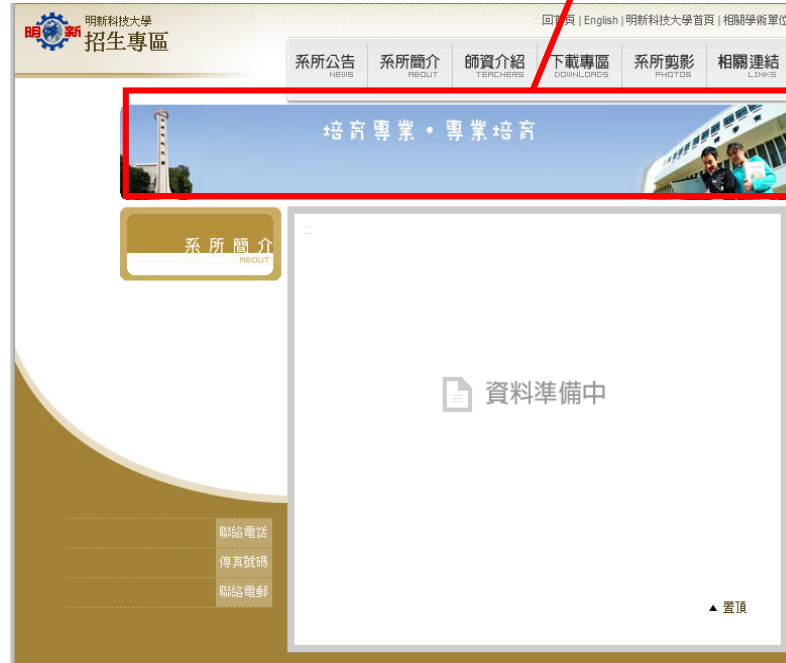 回首頁 | English | 明新科技大學首頁 | 相關學術單位
明新 明新科技大學
招生專區
系所公告 系所簡介 師資介紹 下載專區 系所剪影 相關連結
NEWS ABOUT TEACHERS DOWNLOADS PHOTOS LINKS
培育專業・專業培育
系所簡介
ABOUT
:::
資料準備中
聯絡電話
傳真號碼
聯絡電郵
▲ 置頂